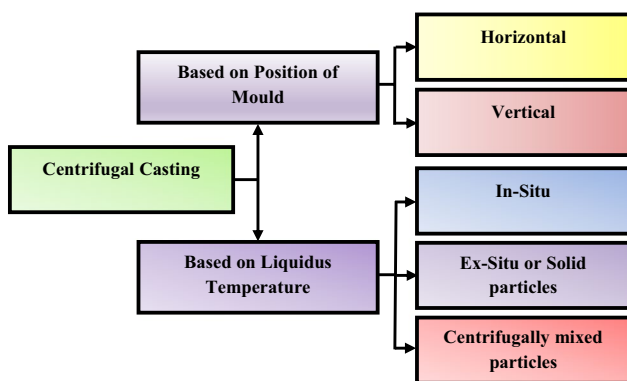 Centrifugal Casting
Based on Position of
Mould
Horizontal
Vertical
Based on Liquidus
Temperature
In-Situ
Ex-Situ or Solid
particles
Centrifugally mixed
particles